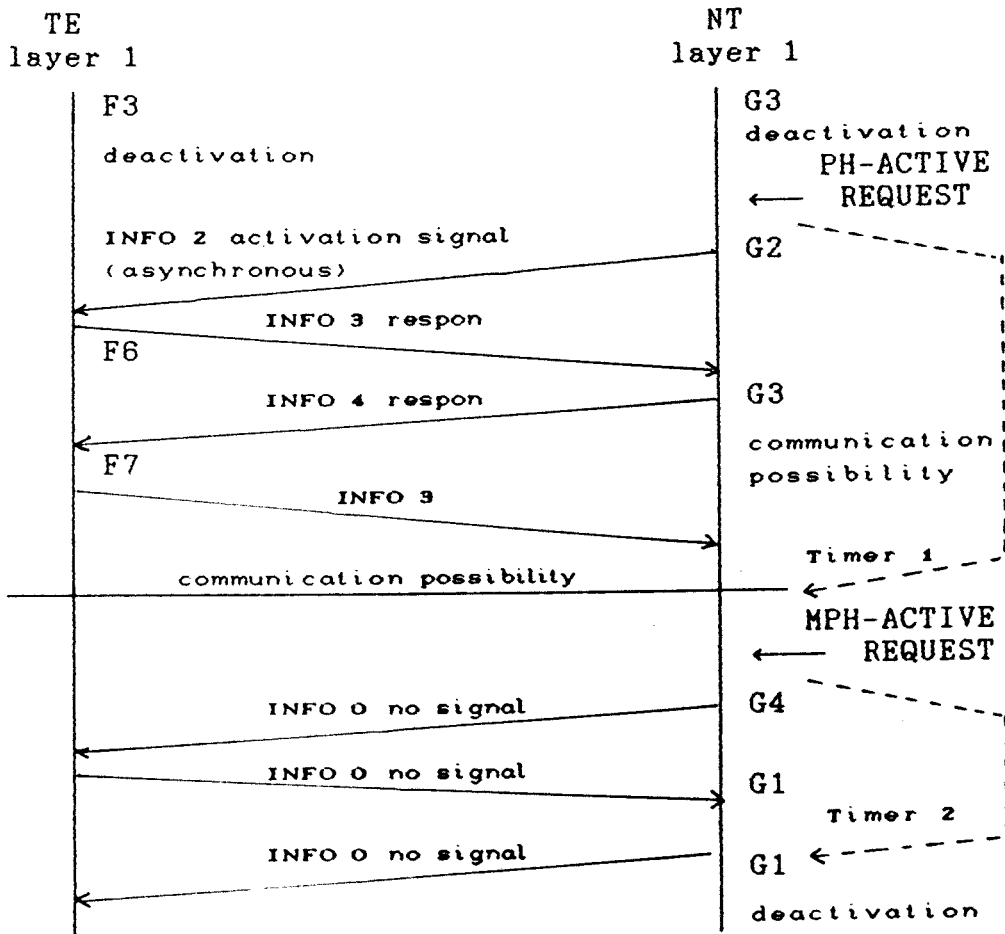 TE
layer 1
NT
layer 1
F3
G3
deactivation
deactivation
PH-ACTIVE
REQUEST
INFO 2 activation signal
(asynchronous)
G2
INFO 3 respon
F6
INFO 4 respon
G3
communication
possibility
F7
INFO 3
Timer 1
communication possibility
MPH-ACTIVE
REQUEST
INFO 0 no signal
G4
INFO 0 no signal
G1
Timer 2
INFO 0 no signal
G1
deactivation